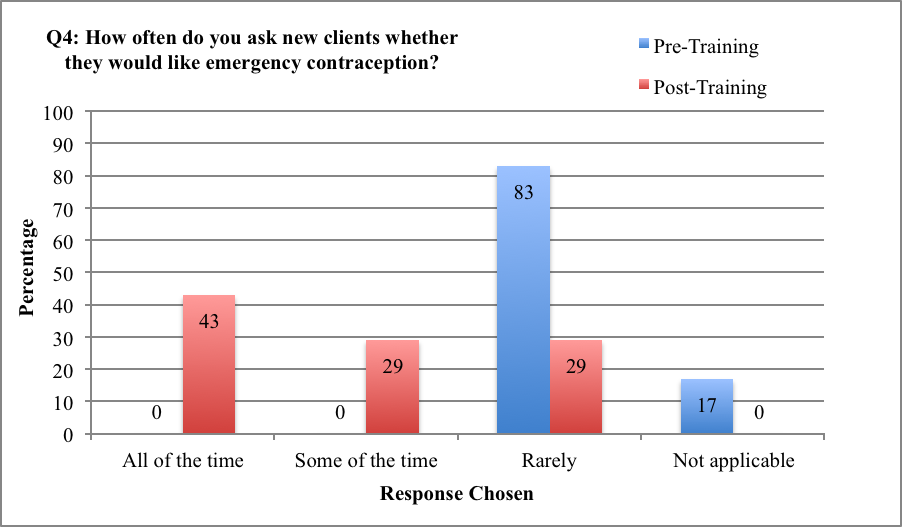 Q4: How often do you ask new clients whether
they would like emergency contraception?
Pre-Training
Post-Training
100
90
80
70
60
50
40
30
20
10
0
Percentage
0
43
0
29
83
29
17
0
All of the time
Some of the time
Rarely
Not applicable
Response Chosen